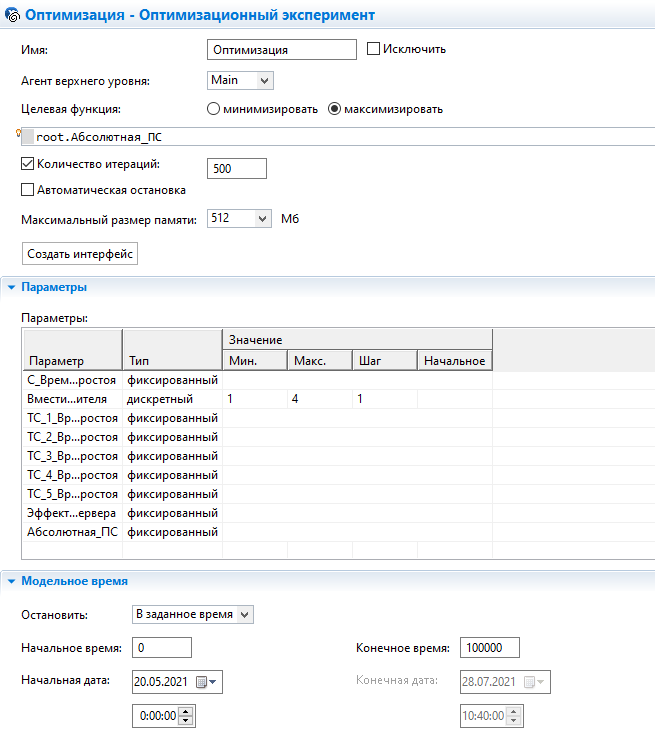 Оптимизация - Оптимизационный эксперимент
Имя: Оптимизация Исключить
Агент верхнего уровня: Main
Целевая функция: минимизировать максимизировать
root.Абсолютная_ПС
Количество итераций: 500
Автоматическая остановка
Максимальный размер памяти: 512 Мб
Создать интерфейс
Параметры
Параметры:
Значение
Параметр Тип Мин. Макс. Шаг Начальное
С_Врем...ростоя фиксированный
Вмести...ителя дискретный 1 4 1
ТС_1_Вр...ростоя фиксированный
ТС_2_Вр...ростоя фиксированный
ТС_3_Вр...ростоя фиксированный
ТС_4_Вр...ростоя фиксированный
ТС_5_Вр...ростоя фиксированный
Эффект...ервера фиксированный
Абсолютная_ПС фиксированный
Модельное время
Остановить: В заданное время
Начальное время: 0 Конечное время: 100000
Начальная дата: 20.05.2021 Конечная дата: 28.07.2021
0:00:00 10:40:00